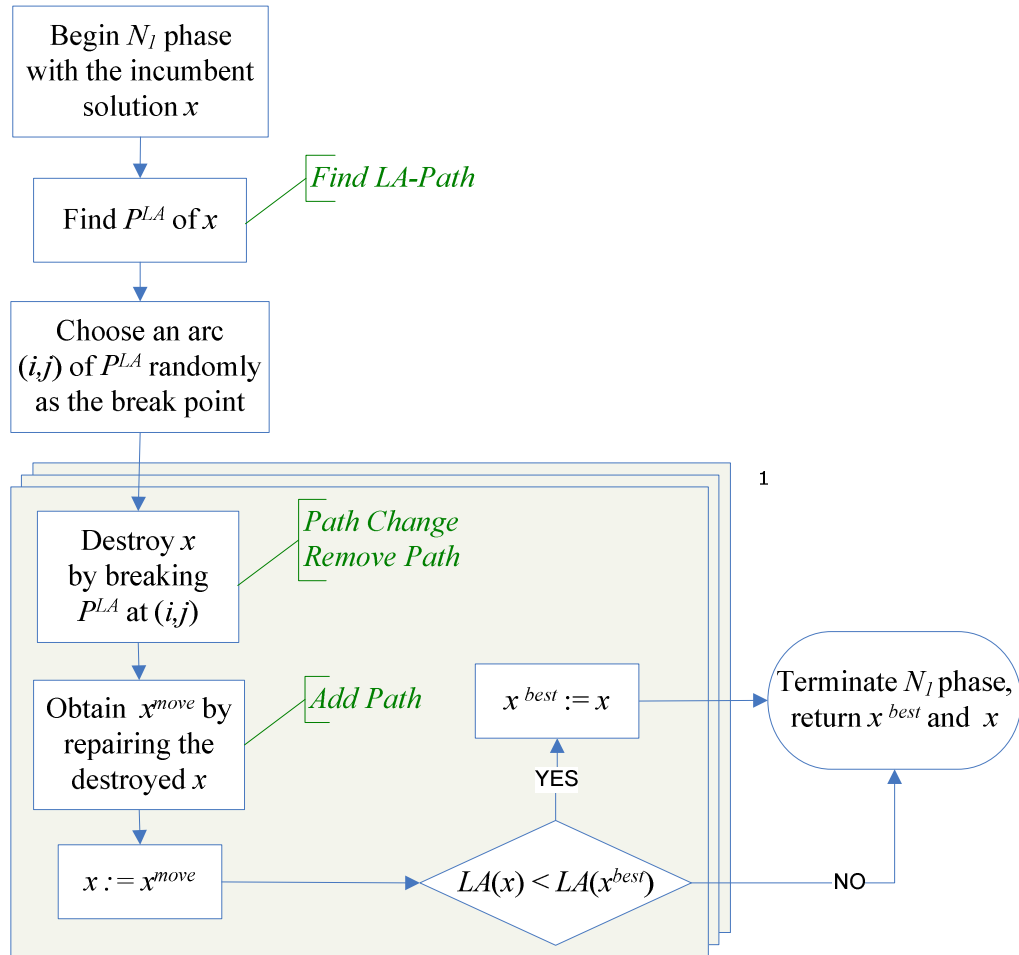 Begin N₁ phase
with the incumbent
solution x
Find LA-Path
Find Pᴸᴬ of x
Choose an arc
(i,j) of Pᴸᴬ randomly
as the break point
1
Path Change
Remove Path
Destroy x
by breaking
Pᴸᴬ at (i,j)
Add Path
Obtain xᵐᵒᵛᵉ by
repairing the
destroyed x
x := xᵐᵒᵛᵉ
LA(x) < LA(xᵇᵉˢᵗ)
YES
xᵇᵉˢᵗ := x
NO
Terminate N₁ phase,
return xᵇᵉˢᵗ and x